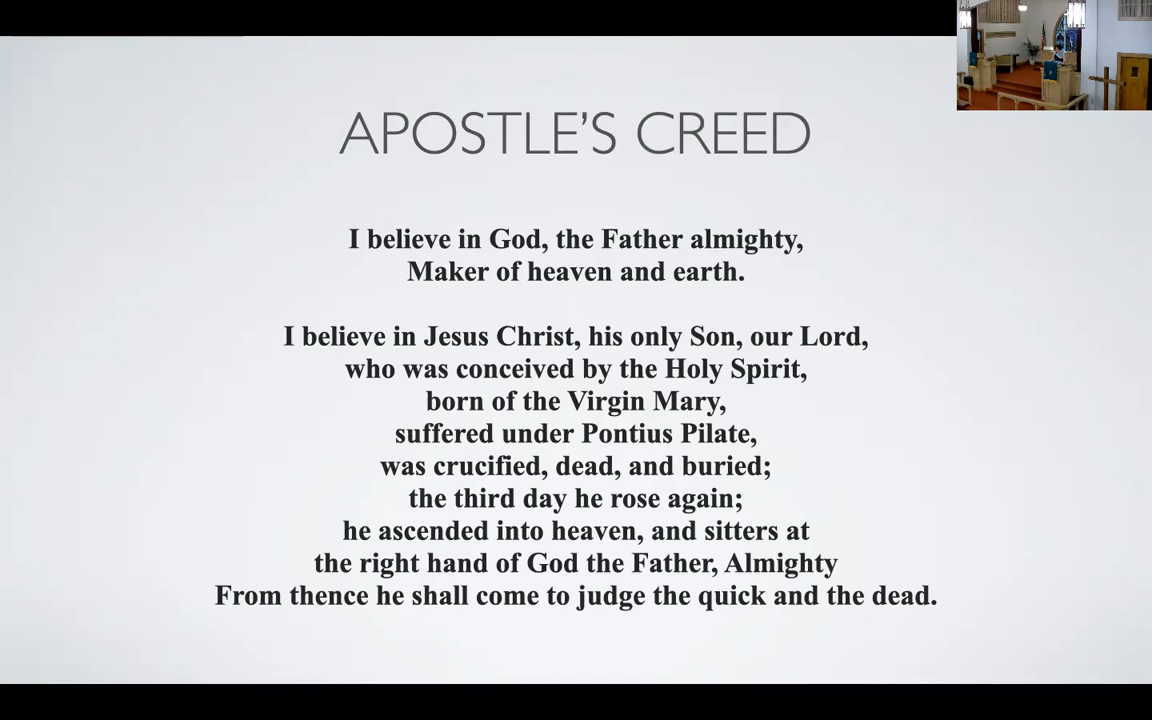 APOSTLE’S CREED
I believe in God, the Father almighty,
Maker of heaven and earth.
I believe in Jesus Christ, his only Son, our Lord,
who was conceived by the Holy Spirit,
born of the Virgin Mary,
suffered under Pontius Pilate,
was crucified, dead, and buried;
the third day he rose again;
he ascended into heaven, and sitters at
the right hand of God the Father, Almighty
From thence he shall come to judge the quick and the dead.